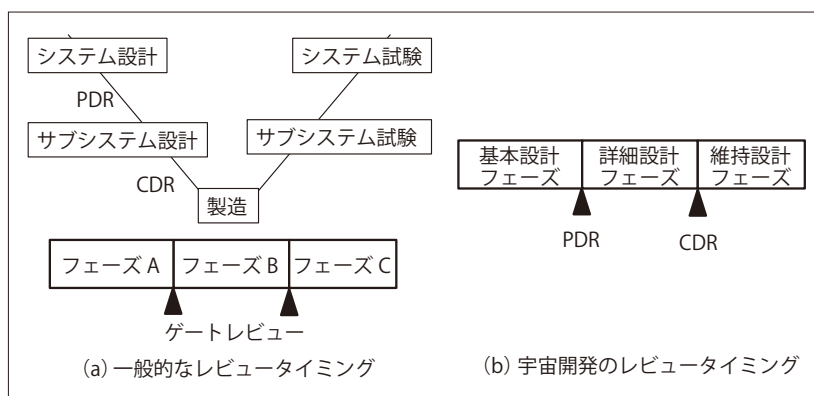 システム設計
システム試験
PDR
サブシステム設計
サブシステム試験
CDR
製造
フェーズ A
フェーズ B
フェーズ C
ゲートレビュー
(a) 一般的なレビュータイミング
基本設計
フェーズ
詳細設計
フェーズ
維持設計
フェーズ
PDR
CDR
(b) 宇宙開発のレビュータイミング